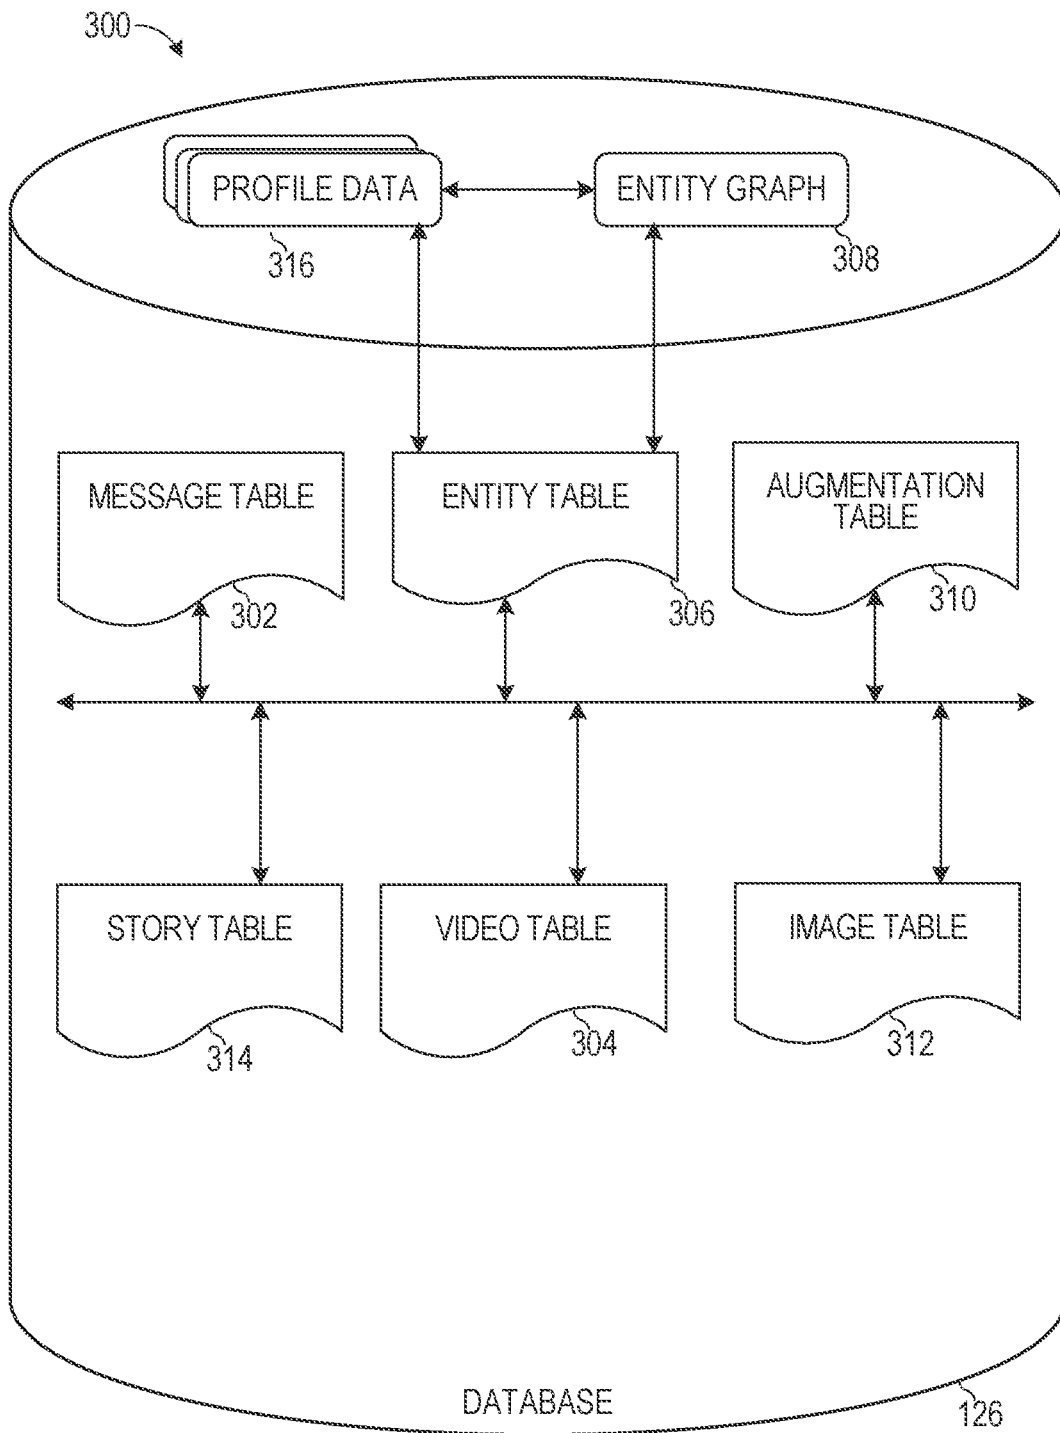 300
PROFILE DATA
ENTITY GRAPH
316
308
MESSAGE TABLE
ENTITY TABLE
AUGMENTATION
TABLE
302
306
310
STORY TABLE
VIDEO TABLE
IMAGE TABLE
314
304
312
DATABASE
126